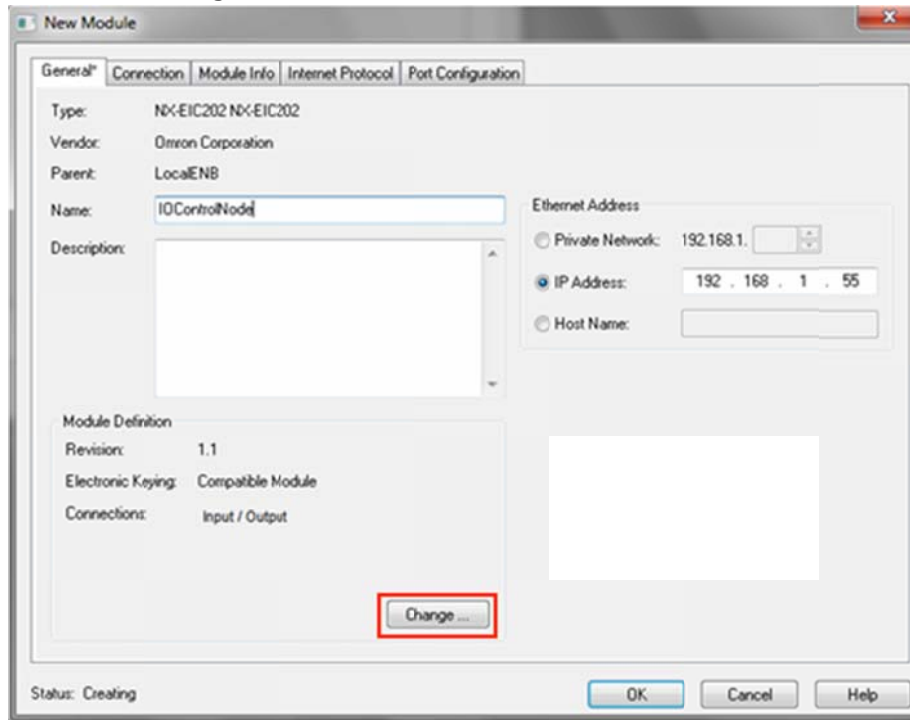 New Module
General* Connection Module Info Internet Protocol Port Configuration
Type: NX-EIC202 NX-EIC202
Vendor: Omron Corporation
Parent: LocalENB
Name: IOControlNode
Description:
Ethernet Address
Private Network: 192.168.1.
IP Address: 192 . 168 . 1 . 55
Host Name:
Module Definition
Revision: 1.1
Electronic Keying: Compatible Module
Connections: Input / Output
Change ...
Status: Creating
OK Cancel Help